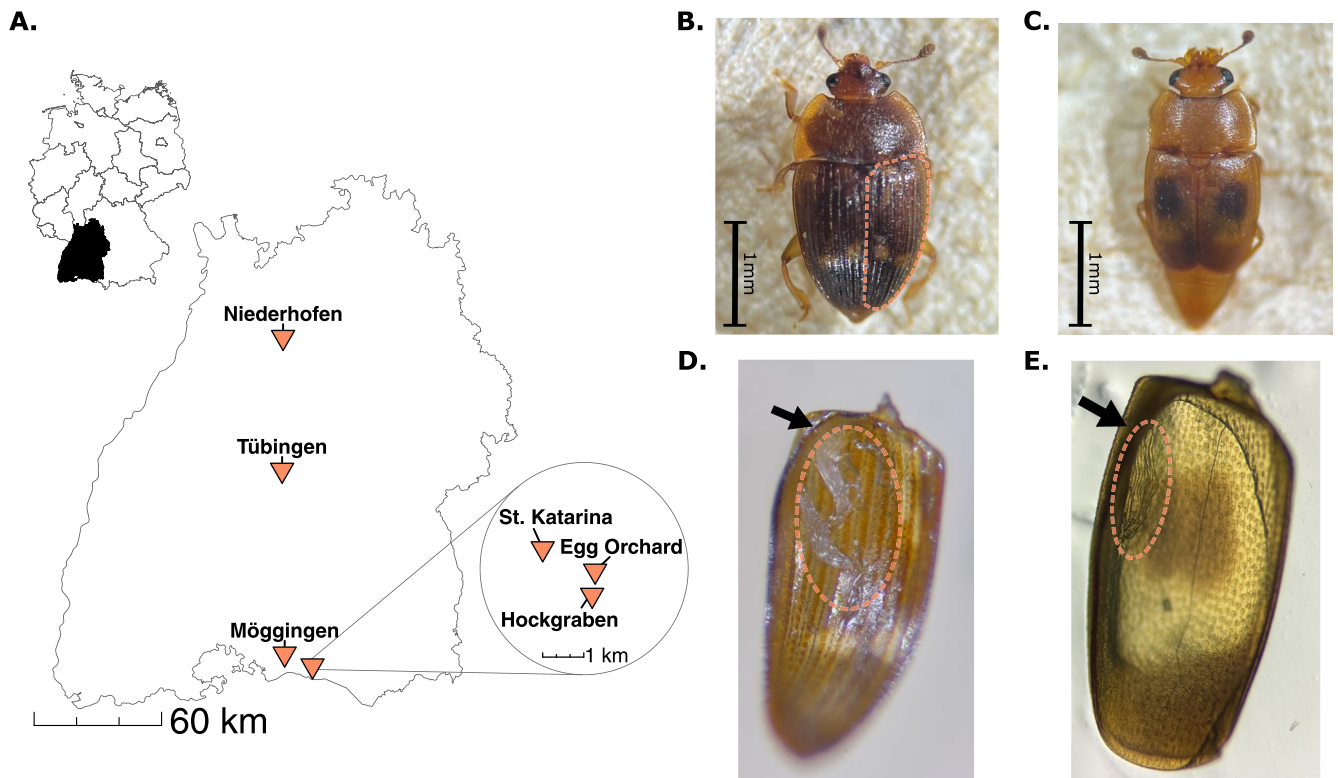 A.
Niederhofen
Tübingen
Möggingen
60 km
St. Katarina
Egg Orchard
Hockgraben
1 km
B.
1mm
C.
1mm
D.
E.